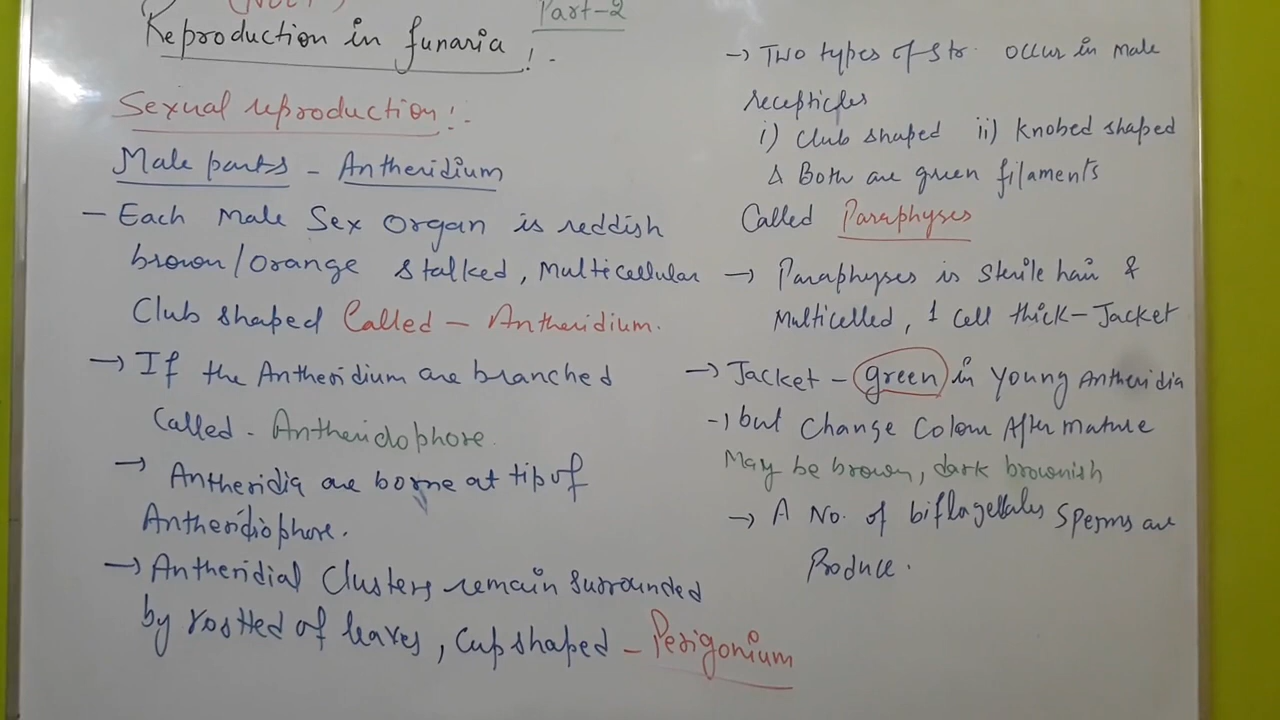 Part-2
Reproduction in funaria !.
Sexual reproduction :-
Male parts - Antheridium
- Each Male Sex Organ is reddish
brown/orange stalked, Multicellular
Club shaped Called - Antheridium.
→ If the Antheridium are branched
Called - Antheridophore.
→ Antheridia are borne at tip of
Antheridiophore.
→ Antheridial Clusters remain surrounded
by rostted of leaves, Cup shaped - Perigonium
→ Two types of Str. occur in Male
recepticles
i) Club shaped ii) Knobed shaped
& Both are green filaments
Called Paraphyses
→ Paraphyses is Sterile hair &
Multicelled, 1 Cell thick - Jacket
→ Jacket - green in Young Antheridia
→ but Change Colour After mature
May be brown, dark brownish
→ A No. of biflagellates Sperms are
Produce.